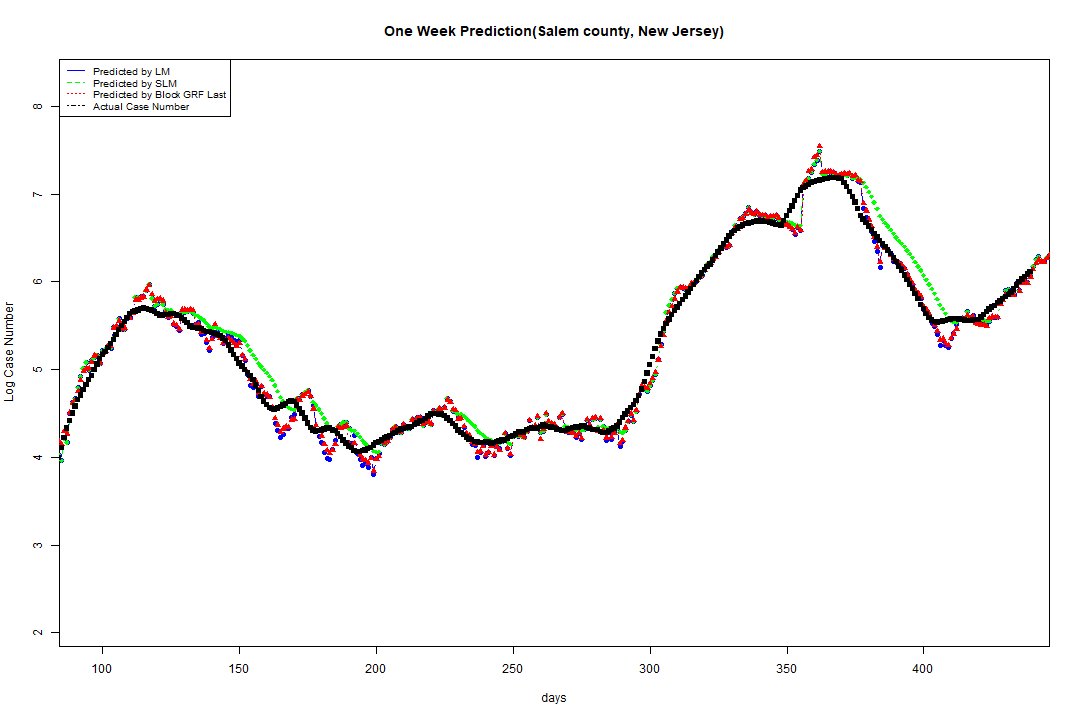 One Week Prediction(Salem county, New Jersey)
Predicted by LM
Predicted by SLM
Predicted by Block GRF Last
Actual Case Number
Log Case Number
8
7
6
5
4
3
2
100 150 200 250 300 350 400
days